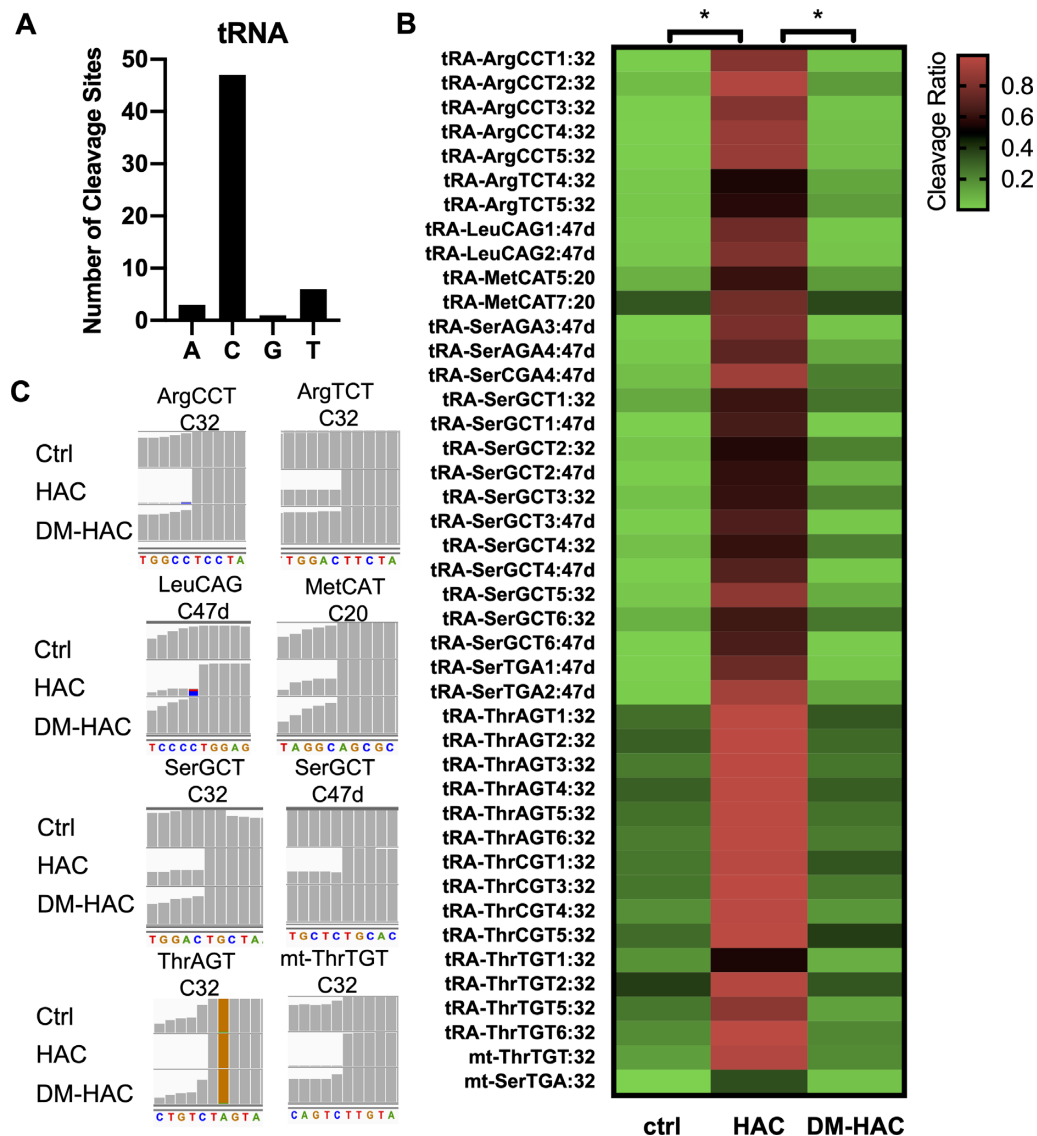 A
tRNA
Number of Cleavage Sites
50
40
30
20
10
0
A
C
G
T
B
*
*
tRA-ArgCCT1:32
tRA-ArgCCT2:32
tRA-ArgCCT3:32
tRA-ArgCCT4:32
tRA-ArgCCT5:32
tRA-ArgTCT4:32
tRA-ArgTCT5:32
tRA-LeuCAG1:47d
tRA-LeuCAG2:47d
tRA-MetCAT5:20
tRA-MetCAT7:20
tRA-SerAGA3:47d
tRA-SerAGA4:47d
tRA-SerCGA4:47d
tRA-SerGCT1:32
tRA-SerGCT1:47d
tRA-SerGCT2:32
tRA-SerGCT2:47d
tRA-SerGCT3:32
tRA-SerGCT3:47d
tRA-SerGCT4:32
tRA-SerGCT4:47d
tRA-SerGCT5:32
tRA-SerGCT6:32
tRA-SerGCT6:47d
tRA-SerTGA1:47d
tRA-SerTGA2:47d
tRA-ThrAGT1:32
tRA-ThrAGT2:32
tRA-ThrAGT3:32
tRA-ThrAGT4:32
tRA-ThrAGT5:32
tRA-ThrAGT6:32
tRA-ThrCGT1:32
tRA-ThrCGT3:32
tRA-ThrCGT4:32
tRA-ThrCGT5:32
tRA-ThrTGT1:32
tRA-ThrTGT2:32
tRA-ThrTGT5:32
tRA-ThrTGT6:32
mt-ThrTGT:32
mt-SerTGA:32
ctrl HAC DM-HAC
Cleavage Ratio
0.8
0.6
0.4
0.2
C
ArgCCT
C32
ArgTCT
C32
Ctrl
HAC
DM-HAC
TGGCCTCCTA
TGGACTTCTA
LeuCAG
C47d
MetCAT
C20
Ctrl
HAC
DM-HAC
TCCCCTGGAG
TAGGCAGCGC
SerGCT
C32
SerGCT
C47d
Ctrl
HAC
DM-HAC
TGGACTGCTA
TGCTCTGCAC
ThrAGT
C32
mt-ThrTGT
C32
Ctrl
HAC
DM-HAC
CTGTCTAGTA
CAGTCTTGTA